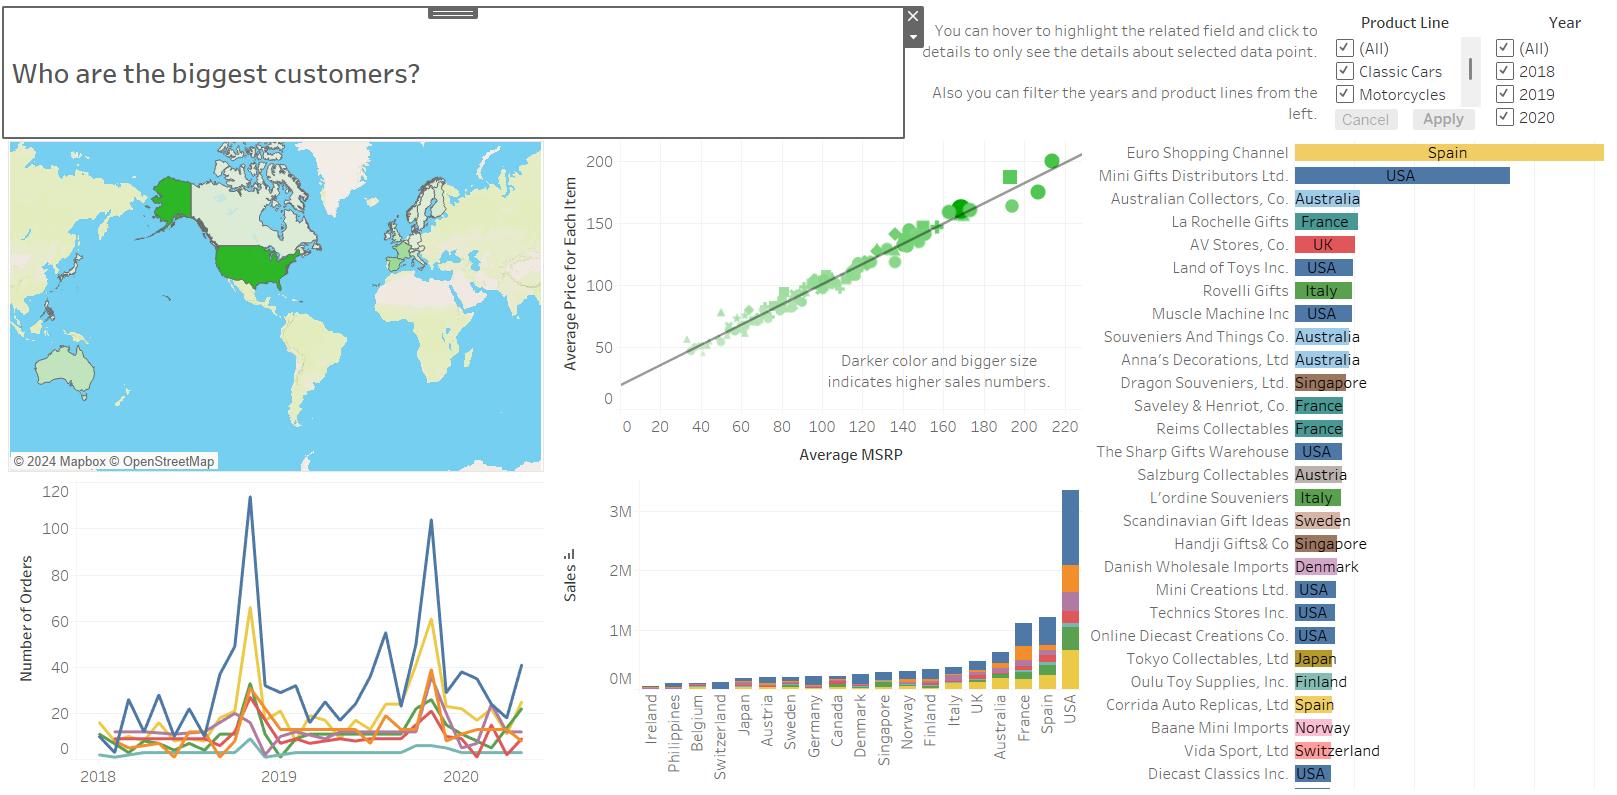 Who are the biggest customers?
You can hover to highlight the related field and click to
details to only see the details about selected data point.
Also you can filter the years and product lines from the
left.
Product Line
(All)
Classic Cars
Motorcycles
Cancel
Apply
Year
(All)
2018
2019
2020
© 2024 Mapbox © OpenStreetMap
Average Price for Each Item
200
150
100
50
0
Darker color and bigger size
indicates higher sales numbers.
0 20 40 60 80 100 120 140 160 180 200 220
Average MSRP
Euro Shopping Channel Spain
Mini Gifts Distributors Ltd. USA
Australian Collectors, Co. Australia
La Rochelle Gifts France
AV Stores, Co. UK
Land of Toys Inc. USA
Rovelli Gifts Italy
Muscle Machine Inc USA
Souveniers And Things Co. Australia
Anna's Decorations, Ltd Australia
Dragon Souveniers, Ltd. Singapore
Saveley & Henriot, Co. France
Reims Collectables France
The Sharp Gifts Warehouse USA
Salzburg Collectables Austria
L'ordine Souveniers Italy
Scandinavian Gift Ideas Sweden
Handji Gifts& Co Singapore
Danish Wholesale Imports Denmark
Mini Creations Ltd. USA
Technics Stores Inc. USA
Online Diecast Creations Co. USA
Tokyo Collectables, Ltd Japan
Oulu Toy Supplies, Inc. Finland
Corrida Auto Replicas, Ltd Spain
Baane Mini Imports Norway
Vida Sport, Ltd Switzerland
Diecast Classics Inc. USA
Number of Orders
120
100
80
60
40
20
0
2018 2019 2020
Sales
3M
2M
1M
0M
Ireland
Philippines
Belgium
Switzerland
Japan
Austria
Sweden
Germany
Canada
Denmark
Singapore
Norway
Finland
Italy
UK
Australia
France
Spain
USA